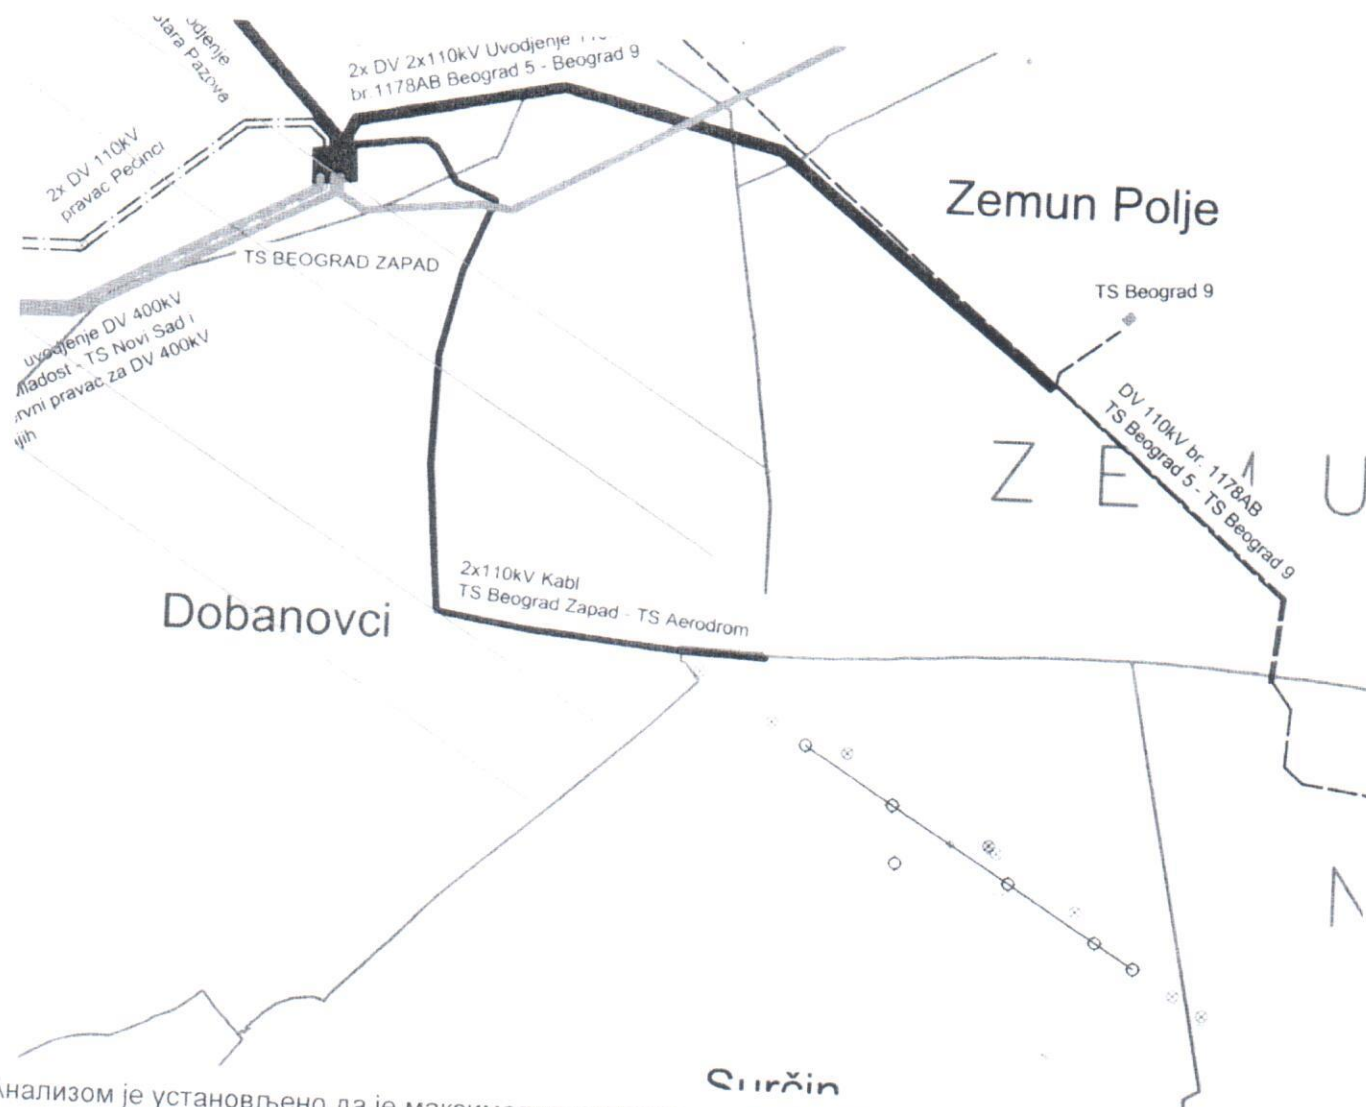 stara Pazova
2x DV 2x110kV Uvodjenje
br.1178AB Beograd 5 - Beograd 9
2x DV 110kV
pravac Pećinci
Zemun Polje
TS BEOGRAD ZAPAD
TS Beograd 9
uvodjenje DV 400kV
TS Novi Sad i
pravac za DV 400kV
DV 110kV br. 1178AB
TS Beograd 5 - TS Beograd 9
Z E U
2x110kV Kabl
TS Beograd Zapad - TS Aerodrom
Dobanovci
N
Surčin
Анализом је установљено да је